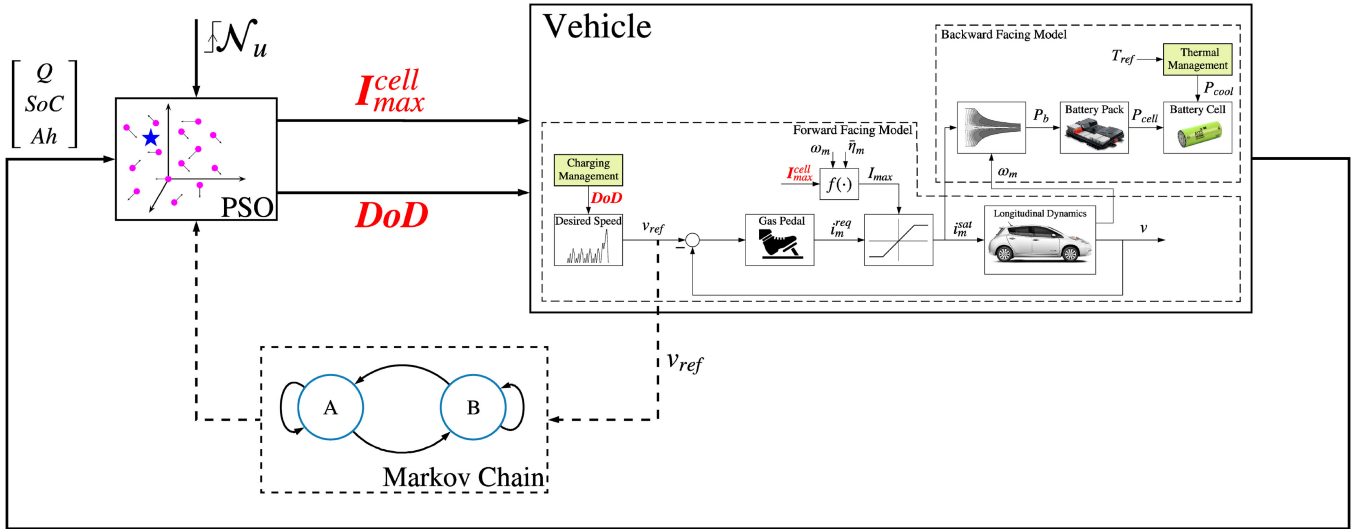 Vehicle
𝒩_u
[ Q
SoC
Ah ]
PSO
I_max^cell
DoD
Backward Facing Model
T_ref
Thermal
Management
P_cool
P_b
Battery Pack
P_cell
Battery Cell
ω_m
Forward Facing Model
ω_m
η̄_m
I_max^cell
f(·)
I_max
Charging
Management
DoD
Desired Speed
v_ref
−
Gas Pedal
i_m^req
i_m^sat
Longitudinal Dynamics
v
v_ref
A
B
Markov Chain